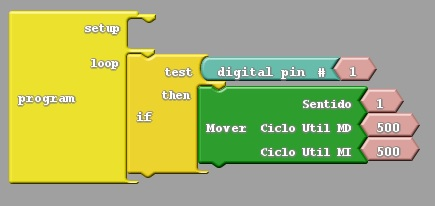 setup
loop
program
if
test
digital pin # 1
then
Sentido 1
Mover Ciclo Util MD 500
Ciclo Util MI 500